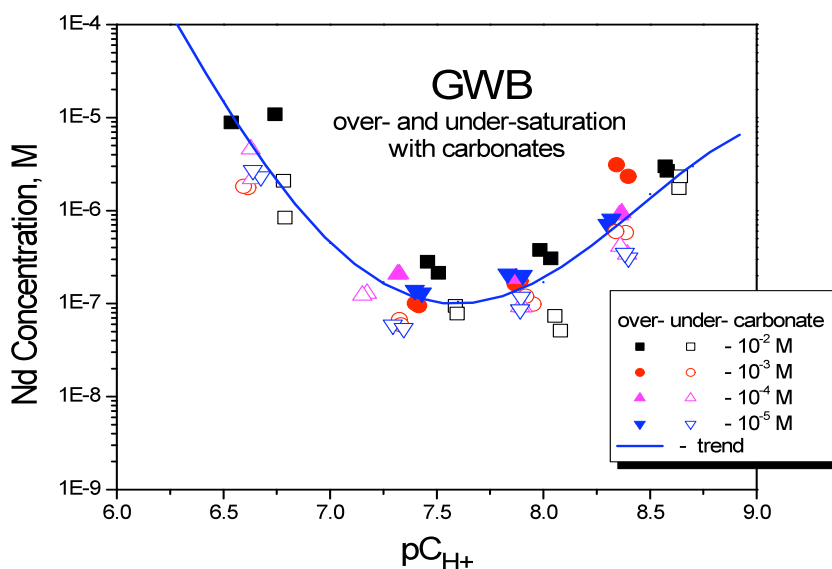 GWB
over- and under-saturation
with carbonates
Nd Concentration, M
1E-4
1E-5
1E-6
1E-7
1E-8
1E-9
6.0 6.5 7.0 7.5 8.0 8.5 9.0
pC_H+
over- under- carbonate
- 10⁻² M
- 10⁻³ M
- 10⁻⁴ M
- 10⁻⁵ M
- trend